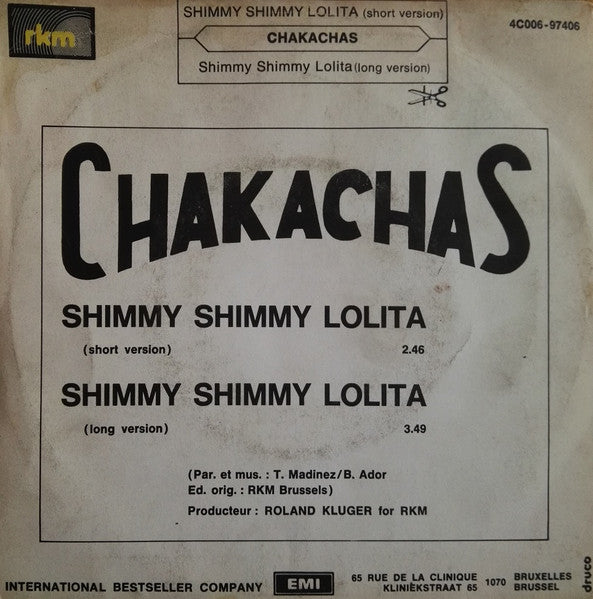 rkm
SHIMMY SHIMMY LOLITA (short version)
CHAKACHAS
Shimmy Shimmy Lolita (long version)
4C006-97406
CHAKACHAS
SHIMMY SHIMMY LOLITA
(short version) 2.46
SHIMMY SHIMMY LOLITA
(long version) 3.49
(Par. et mus. : T. Madinez/B. Ador
Ed. orig. : RKM Brussels)
Producteur : ROLAND KLUGER for RKM
INTERNATIONAL BESTSELLER COMPANY EMI 65 RUE DE LA CLINIQUE 1070 BRUXELLES
KLINIËKSTRAAT 65 BRUSSEL
druco